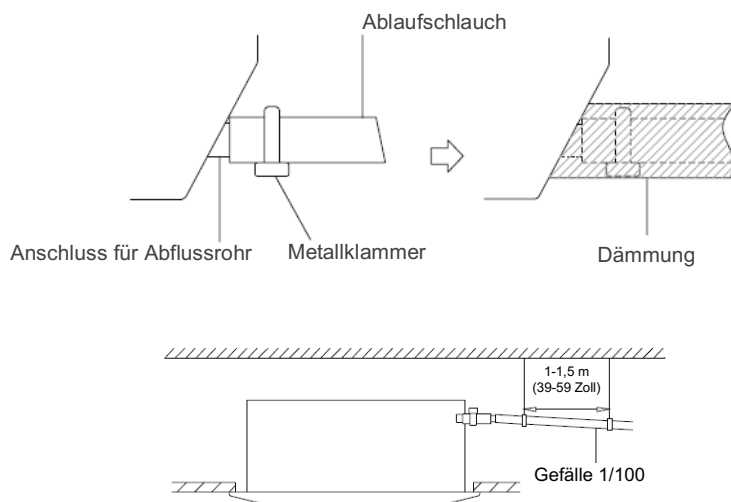 Ablaufschlauch
Anschluss für Abflussrohr
Metallklammer
Dämmung
1-1,5 m
(39-59 Zoll)
Gefälle 1/100